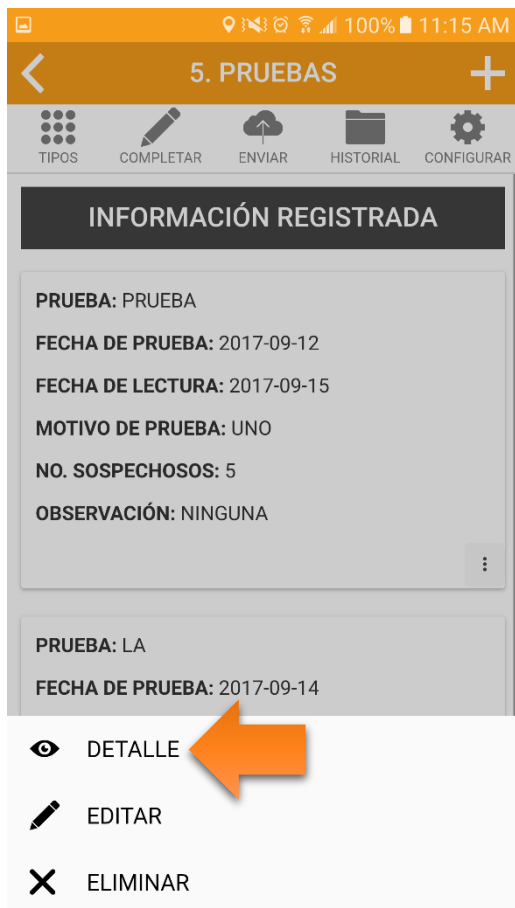 100% 11:15 AM
5. PRUEBAS
TIPOS COMPLETAR ENVIAR HISTORIAL CONFIGURAR
INFORMACIÓN REGISTRADA
PRUEBA: PRUEBA
FECHA DE PRUEBA: 2017-09-12
FECHA DE LECTURA: 2017-09-15
MOTIVO DE PRUEBA: UNO
NO. SOSPECHOSOS: 5
OBSERVACIÓN: NINGUNA
PRUEBA: LA
FECHA DE PRUEBA: 2017-09-14
DETALLE
EDITAR
ELIMINAR